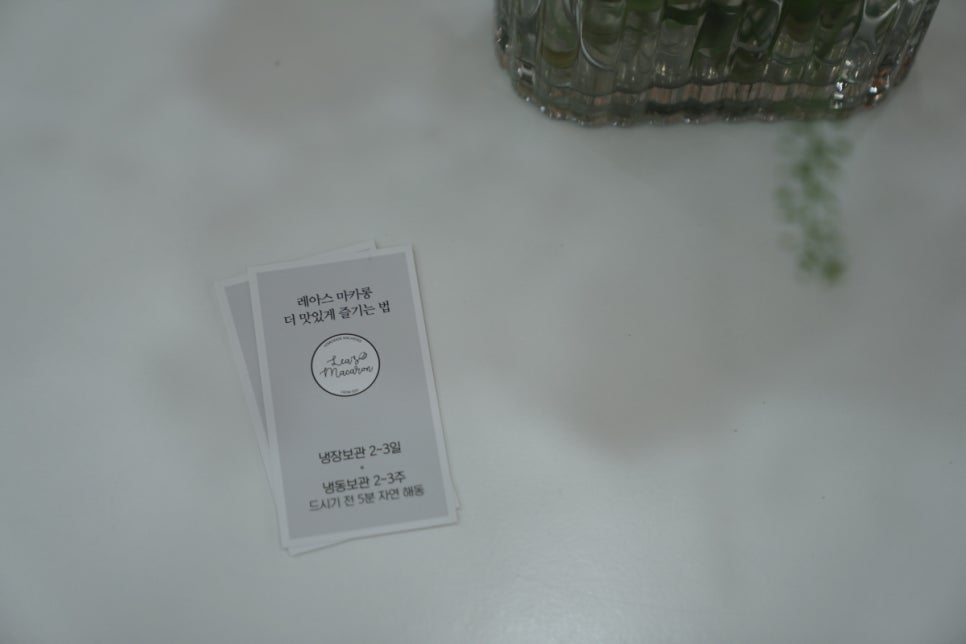 레아스 마카롱
더 맛있게 즐기는 법
Lea's
Macaron
냉장보관 2~3일
냉동보관 2~3주
드시기 전 5분 자연 해동